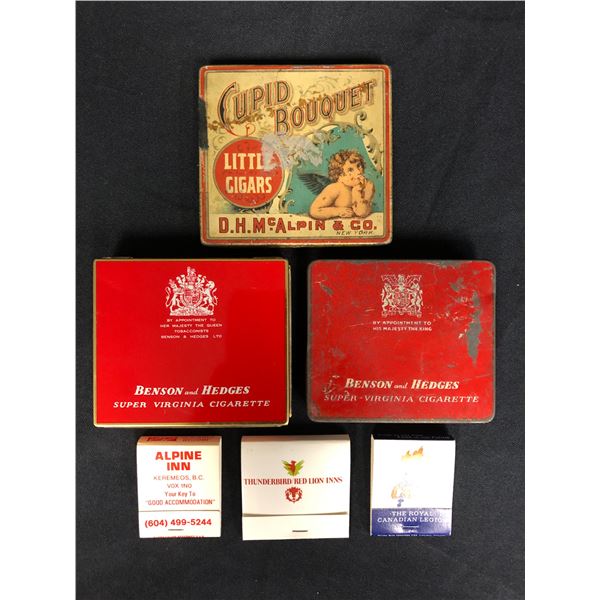 CUPID
BOUQUET
LITTLE
CIGARS
D.H. McALPIN & CO.
NEW YORK.
BY APPOINTMENT TO
HER MAJESTY THE QUEEN
TOBACCONISTS
BENSON & HEDGES LTD
BENSON and HEDGES
SUPER VIRGINIA CIGARETTE
BY APPOINTMENT TO
HIS MAJESTY THE KING
BENSON and HEDGES
SUPER-VIRGINIA CIGARETTE
ALPINE
INN
KEREMEOS, B.C.
VOX 1NO
Your Key To
"GOOD ACCOMMODATION"
(604) 499-5244
THUNDERBIRD/RED LION INNS
THE ROYAL
CANADIAN LEGION